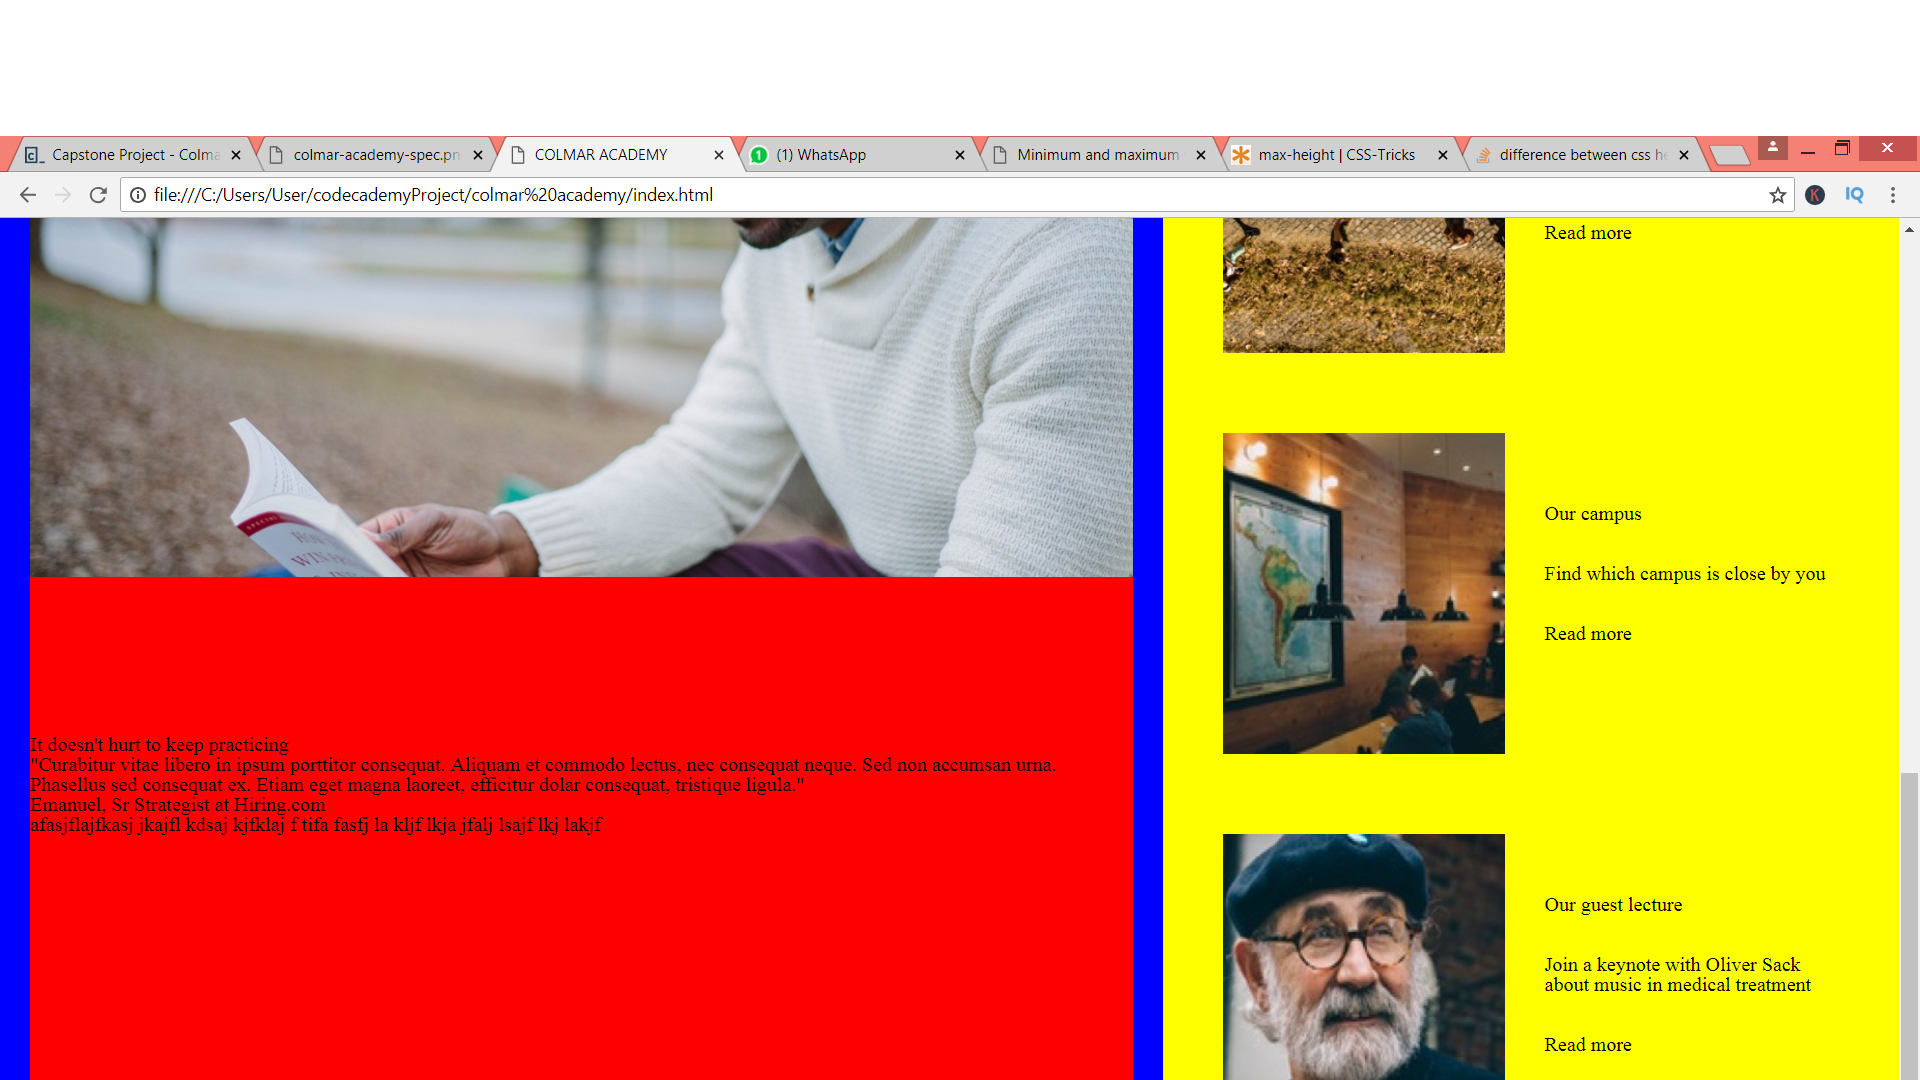 Capstone Project - Colma
colmar-academy-spec.pn
COLMAR ACADEMY
(1) WhatsApp
Minimum and maximum
max-height | CSS-Tricks
difference between css he
file:///C:/Users/User/codecademyProject/colmar%20academy/index.html
IQ
Read more
Our campus
Find which campus is close by you
Read more
It doesn't hurt to keep practicing
"Curabitur vitae libero in ipsum porttitor consequat. Aliquam et commodo lectus, nec consequat neque. Sed non accumsan urna.
Phasellus sed consequat ex. Etiam eget magna laoreet, efficitur dolar consequat, tristique ligula."
Emanuel, Sr Strategist at Hiring.com
afasjflajfkasj jkajfl kdsaj kjfklaj f tifa fasfj la kljf lkja jfalj lsajf lkj lakjf
Our guest lecture
Join a keynote with Oliver Sack
about music in medical treatment
Read more